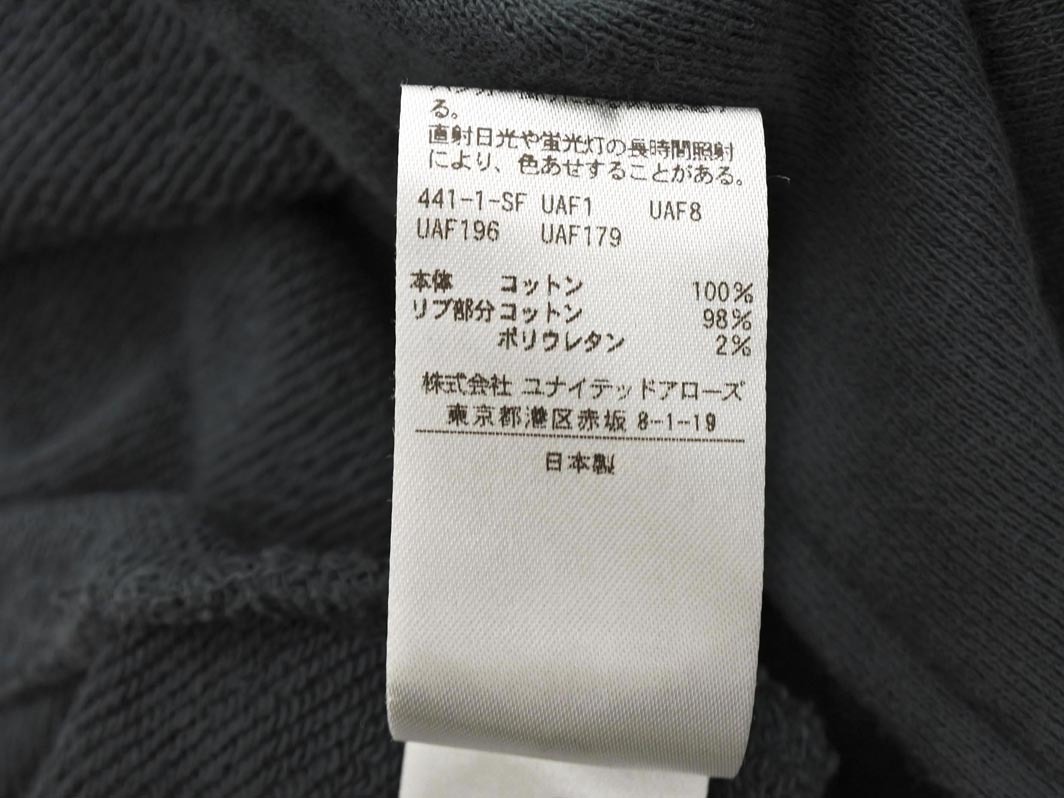 る。
直射日光や蛍光灯の長時間照射
により、色あせすることがある。
441-1-SF UAF1 UAF8
UAF196 UAF179
本体 コットン 100%
リブ部分 コットン 98%
ポリウレタン 2%
株式会社 ユナイテッドアローズ
東京都港区赤坂 8-1-19
日本製